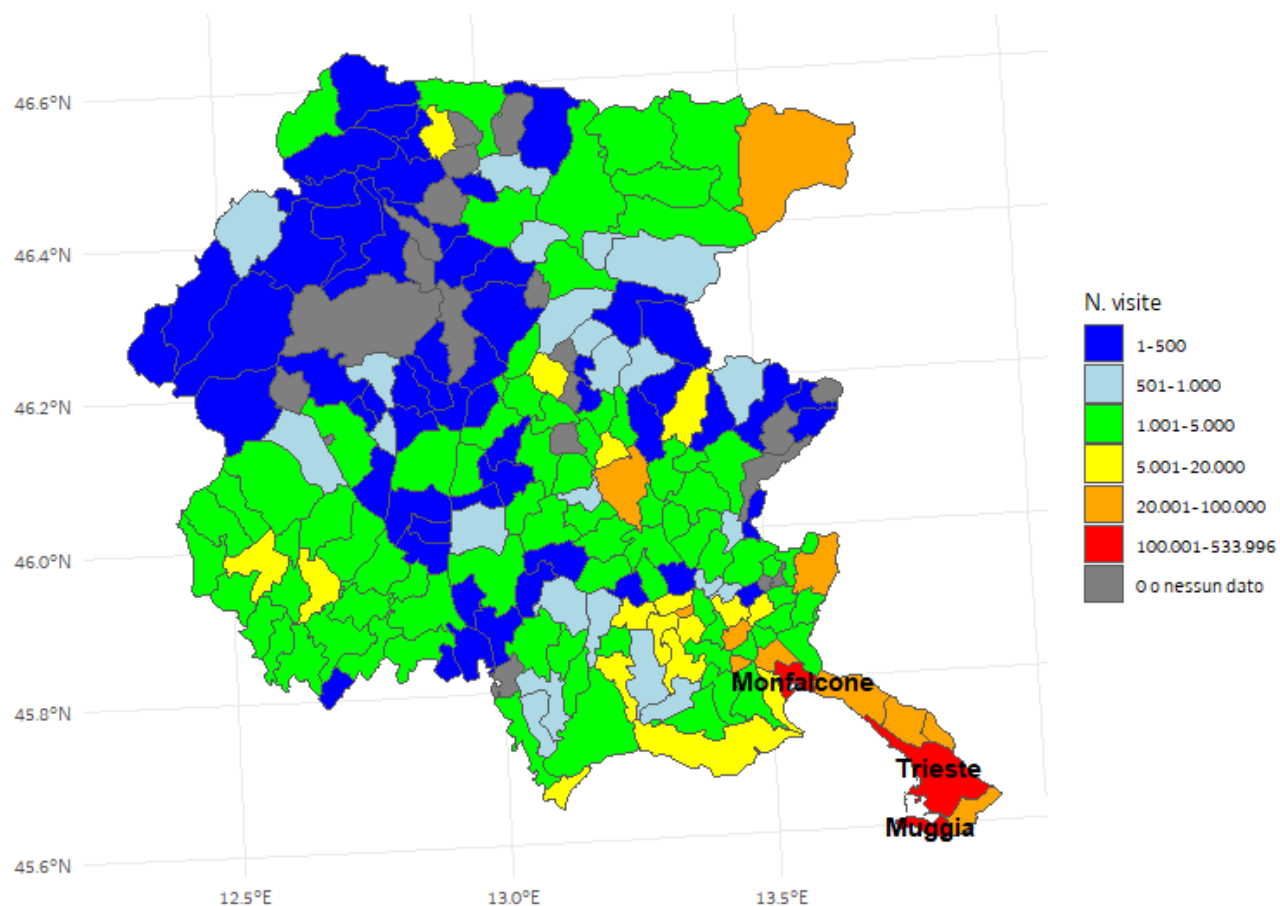 46.6°N
46.4°N
46.2°N
46.0°N
45.8°N
45.6°N
12.5°E
13.0°E
13.5°E
Monfalcone
Trieste
Muggia
N. visite
1-500
501-1.000
1.001-5.000
5.001-20.000
20.001-100.000
100.001-533.996
0 o nessun dato